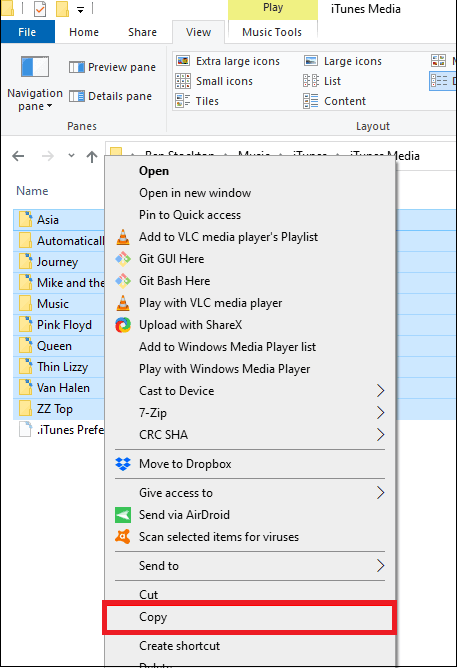 Play
iTunes Media
File
Home
Share
View
Music Tools
Navigation
pane
Preview pane
Details pane
Extra large icons
Large icons
Small icons
List
Tiles
Content
Panes
Layout
Music
iTunes
iTunes Media
Name
Asia
Automaticall
Journey
Mike and the
Music
Pink Floyd
Queen
Thin Lizzy
Van Halen
ZZ Top
.iTunes Prefe
Open
Open in new window
Pin to Quick access
Add to VLC media player's Playlist
Git GUI Here
Git Bash Here
Play with VLC media player
Upload with ShareX
Add to Windows Media Player list
Play with Windows Media Player
Cast to Device
7-Zip
CRC SHA
Move to Dropbox
Give access to
Send via AirDroid
Scan selected items for viruses
Send to
Cut
Copy
Create shortcut
Delete